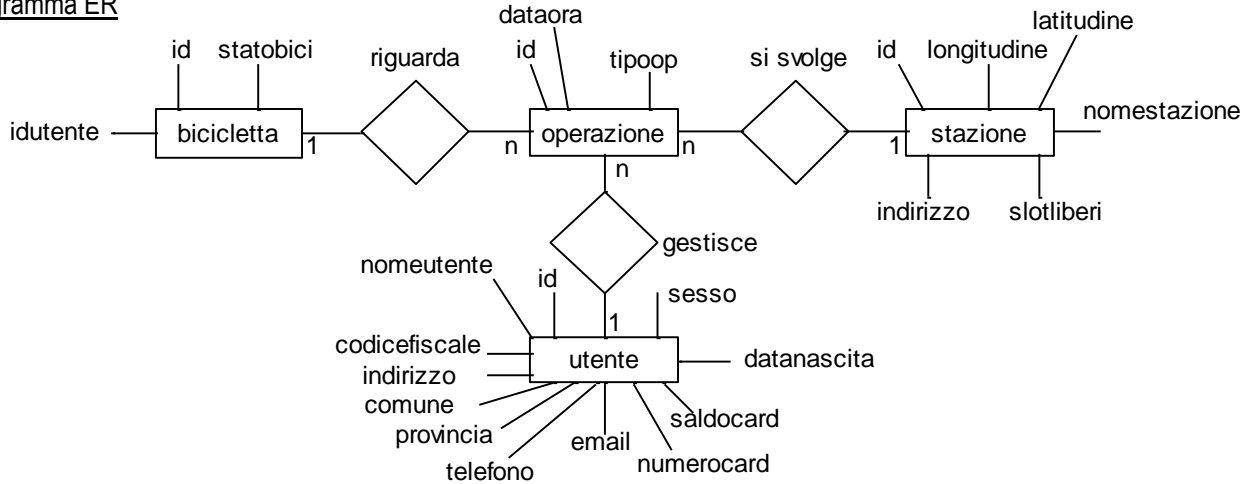 gramma ER
dataora
latitudine
id statobici
riguarda
id
tipoop
si svolge
id
longitudine
nomestazione
idutente
bicicletta
operazione
stazione
1
n
n
1
n
indirizzo
slotliberi
gestisce
nomeutente
id
sesso
1
codicefiscale
utente
datanascita
indirizzo
comune
saldocard
provincia
email
telefono
numerocard